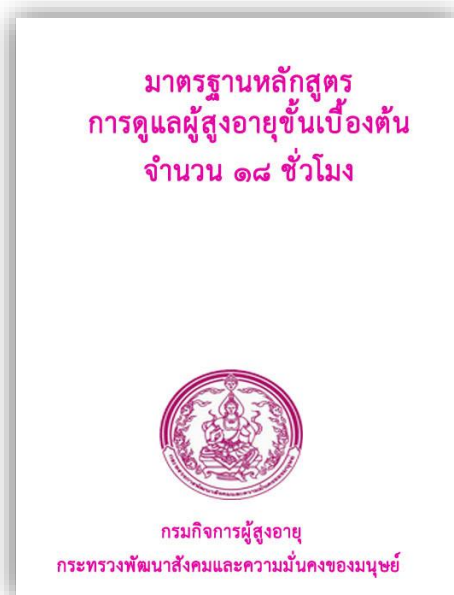 มาตรฐานหลักสูตร
การดูแลผู้สูงอายุขั้นเบื้องต้น
จำนวน ๑๘ ชั่วโมง
กรมกิจการผู้สูงอายุ
กระทรวงพัฒนาสังคมและความมั่นคงของมนุษย์